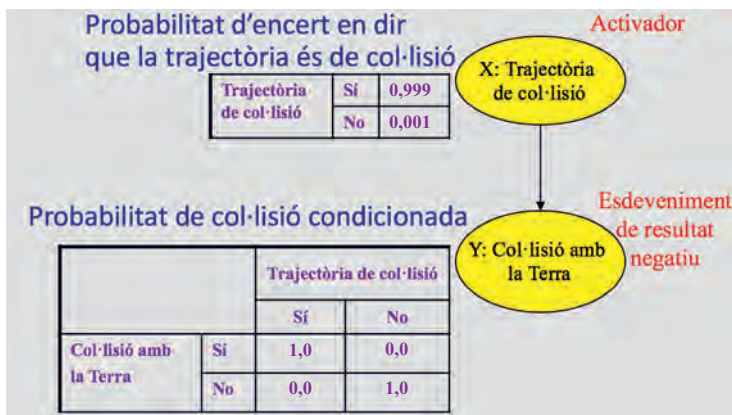 Probabilitat d'encert en dir
que la trajectòria és de col·lisió
Activador
Trajectòria
de col·lisió
Sí 0,999
No 0,001
X: Trajectòria
de col·lisió
Probabilitat de col·lisió condicionada
Esdeveniment
de resultat
negatiu
Y: Col·lisió amb
la Terra
Trajectòria de col·lisió
Sí No
Col·lisió amb
la Terra
Sí 1,0 0,0
No 0,0 1,0